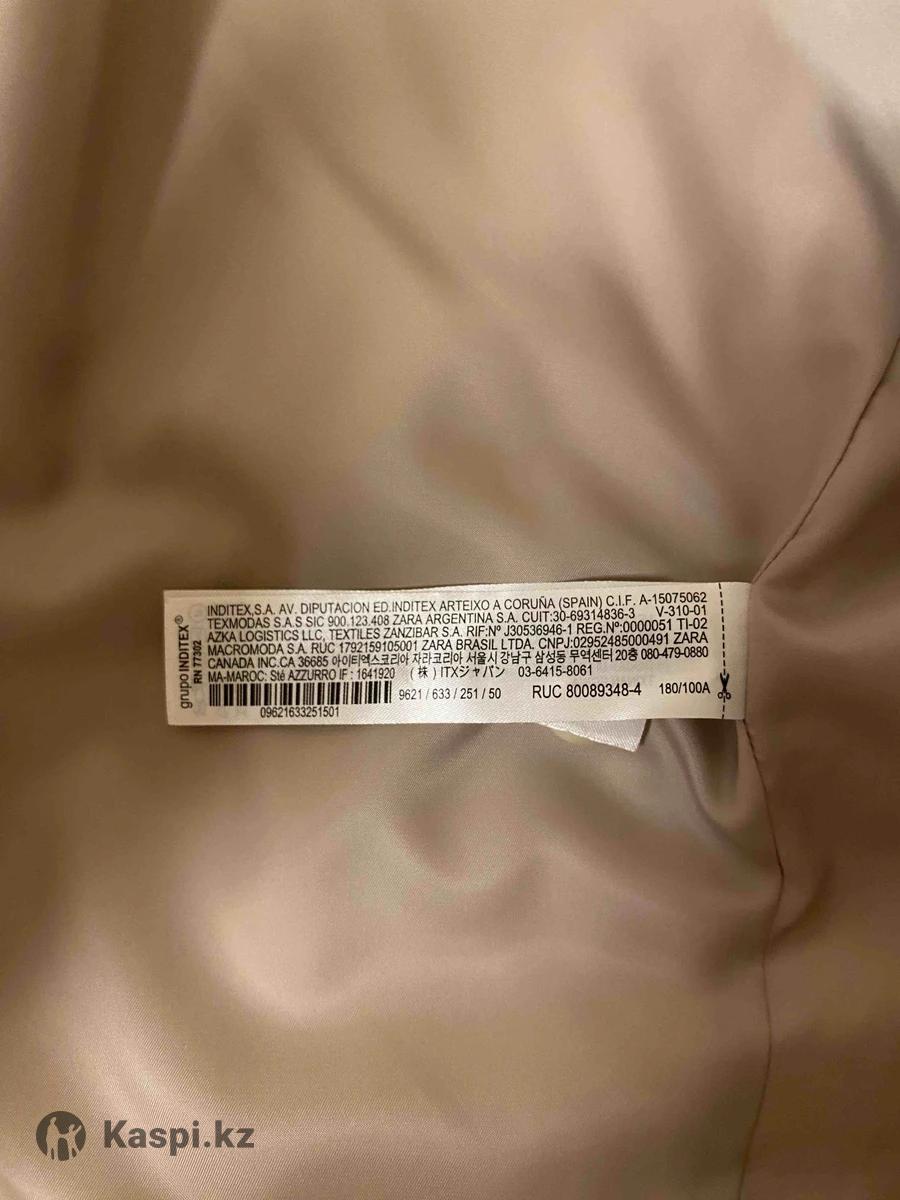 grupo INDITEX®
RN 77302
INDITEX,S.A. AV. DIPUTACION ED.INDITEX ARTEIXO A CORUÑA (SPAIN) C.I.F. A-15075062
TEXMODAS S.A.S SIC 900.123.408 ZARA ARGENTINA S.A. CUIT:30-69314836-3 V-310-01
AZKA LOGISTICS LLC, TEXTILES ZANZIBAR S.A. RIF:Nº J30536946-1 REG.Nº:0000051 TI-02
MACROMODA S.A. RUC 1792159105001 ZARA BRASIL LTDA. CNPJ:02952485000491 ZARA
CANADA INC.CA 36685 아이티엑스코리아 자라코리아 서울시 강남구 삼성동 무역센터 20층 080-479-0880
MA-MAROC: Sté AZZURRO IF : 1641920 (株) ITXジャパン 03-6415-8061
9621 / 633 / 251 / 50 RUC 80089348-4 180/100A
09621633251501
Kaspi.kz